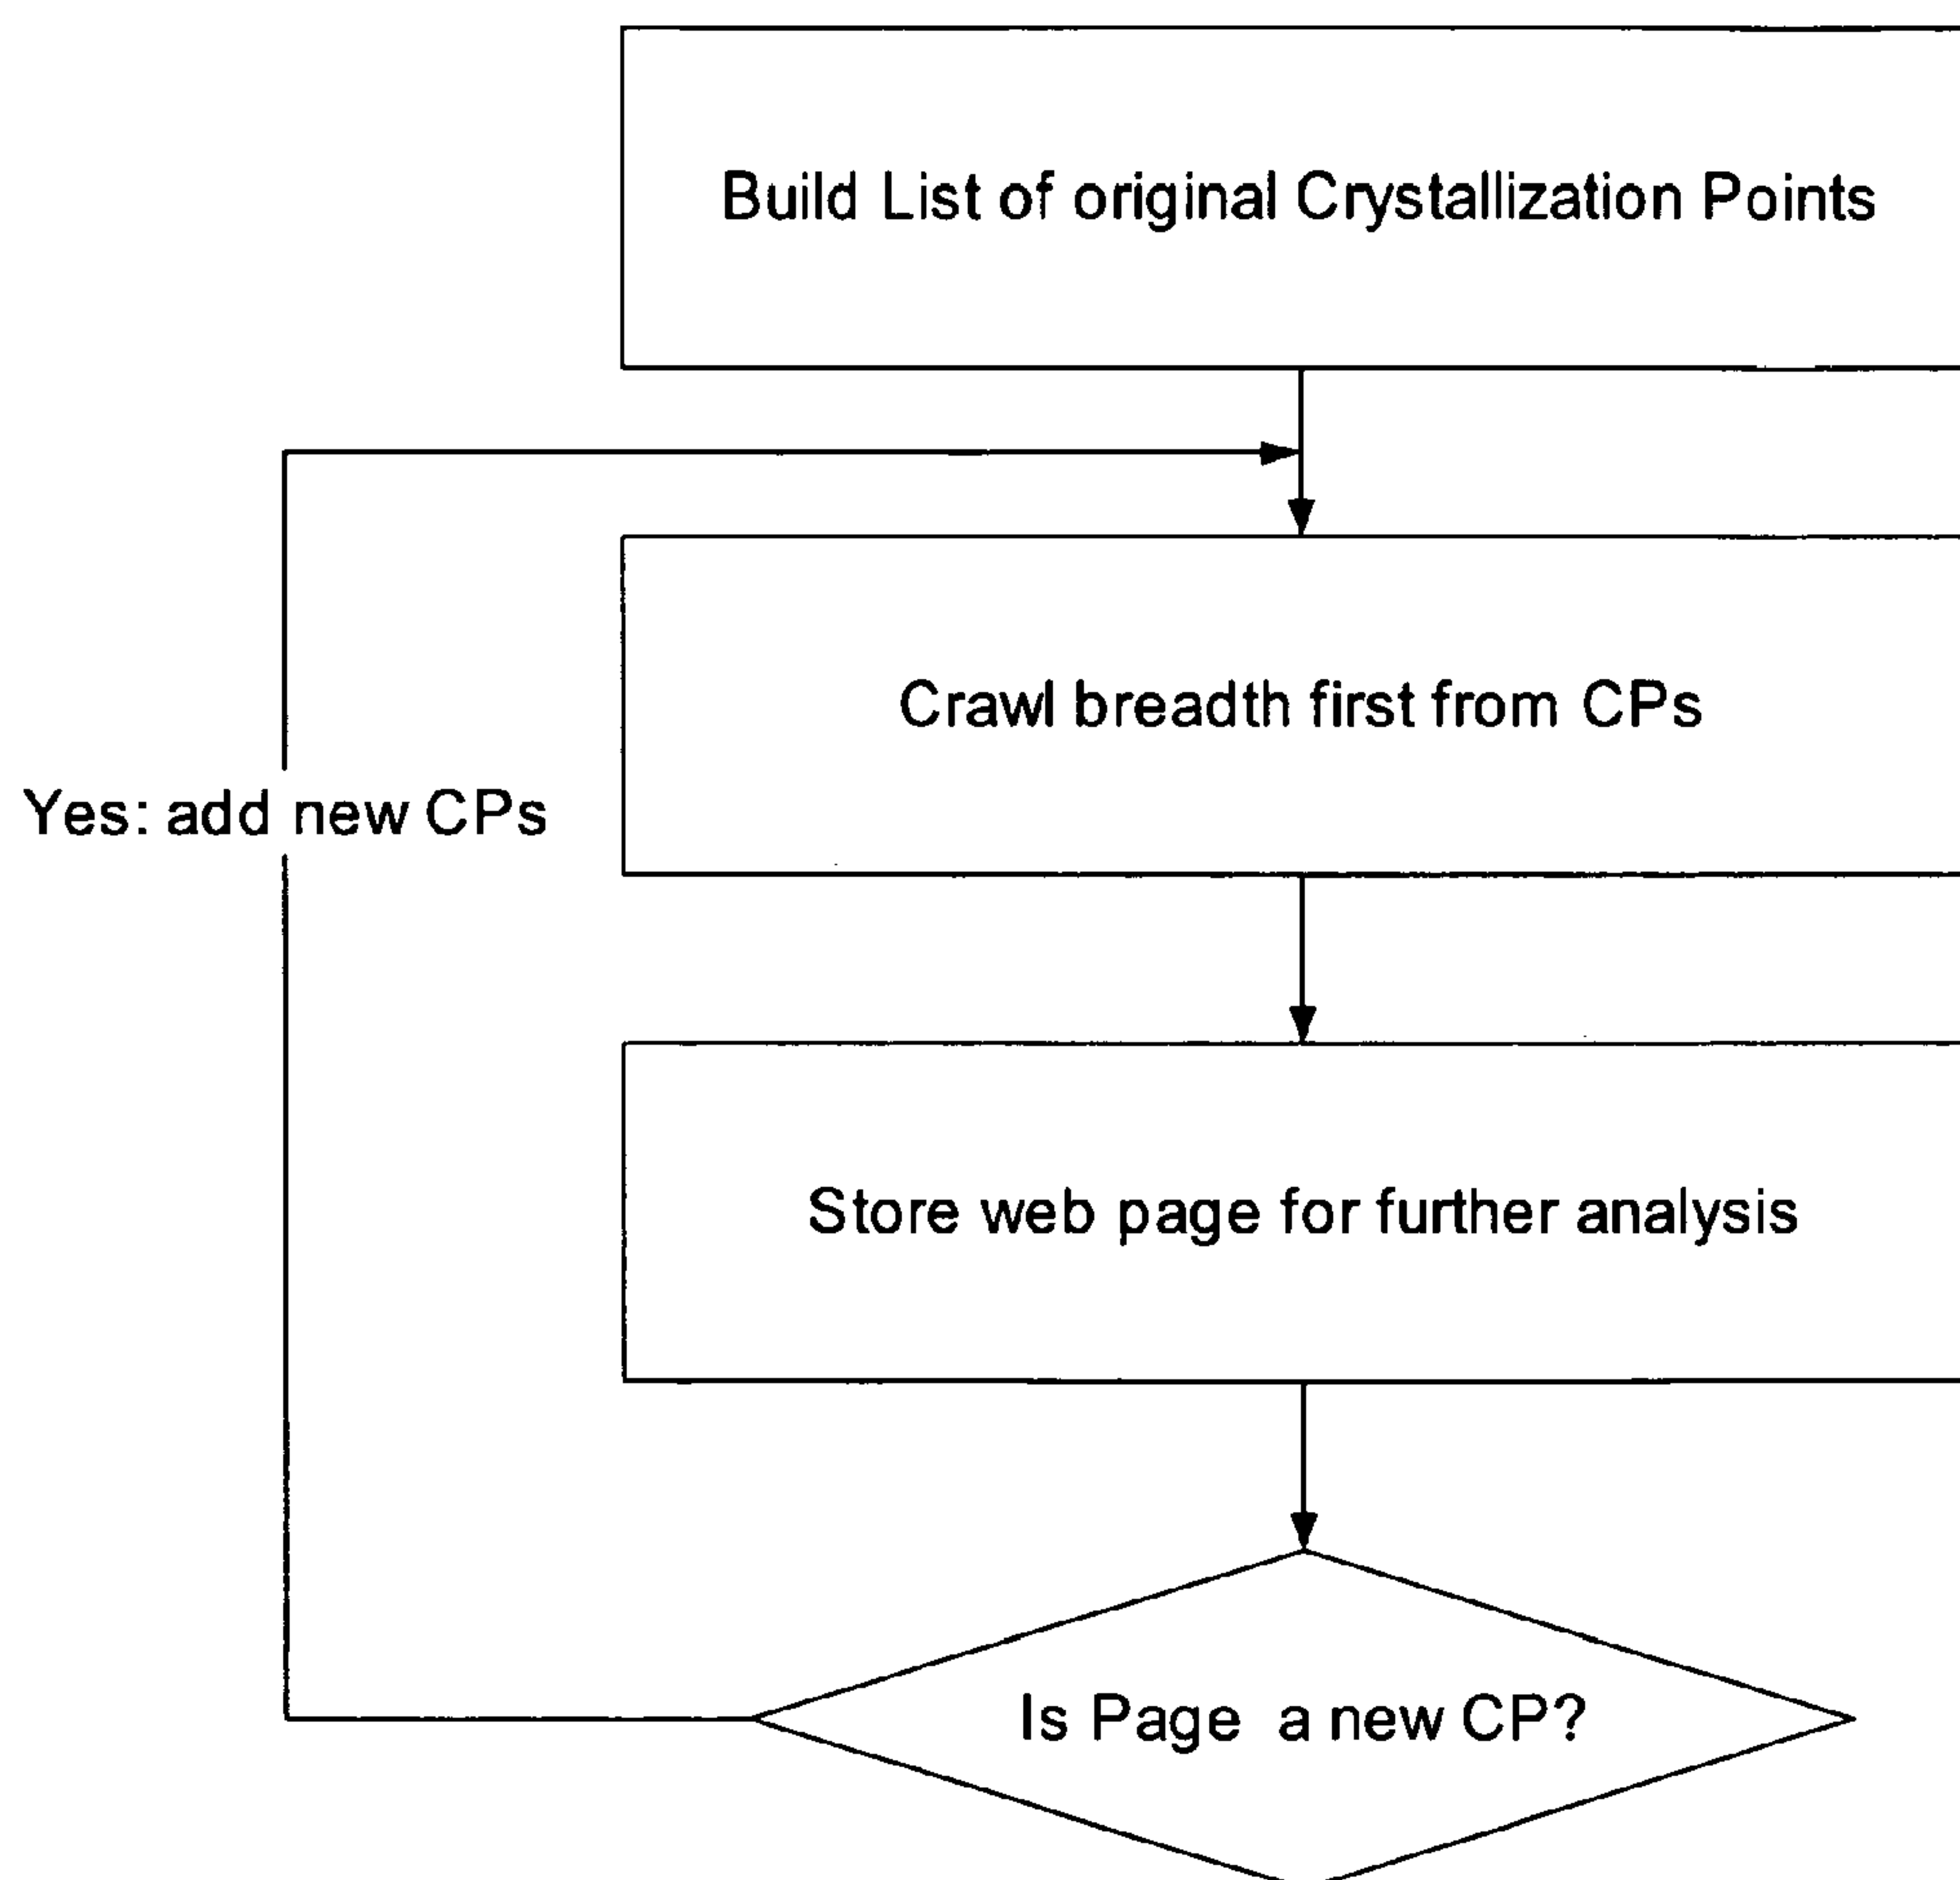 Build List of original Crystallization Points
Crawl breadth first from CPs
Yes: add new CPs
Store web page for further analysis
Is Page a new CP?